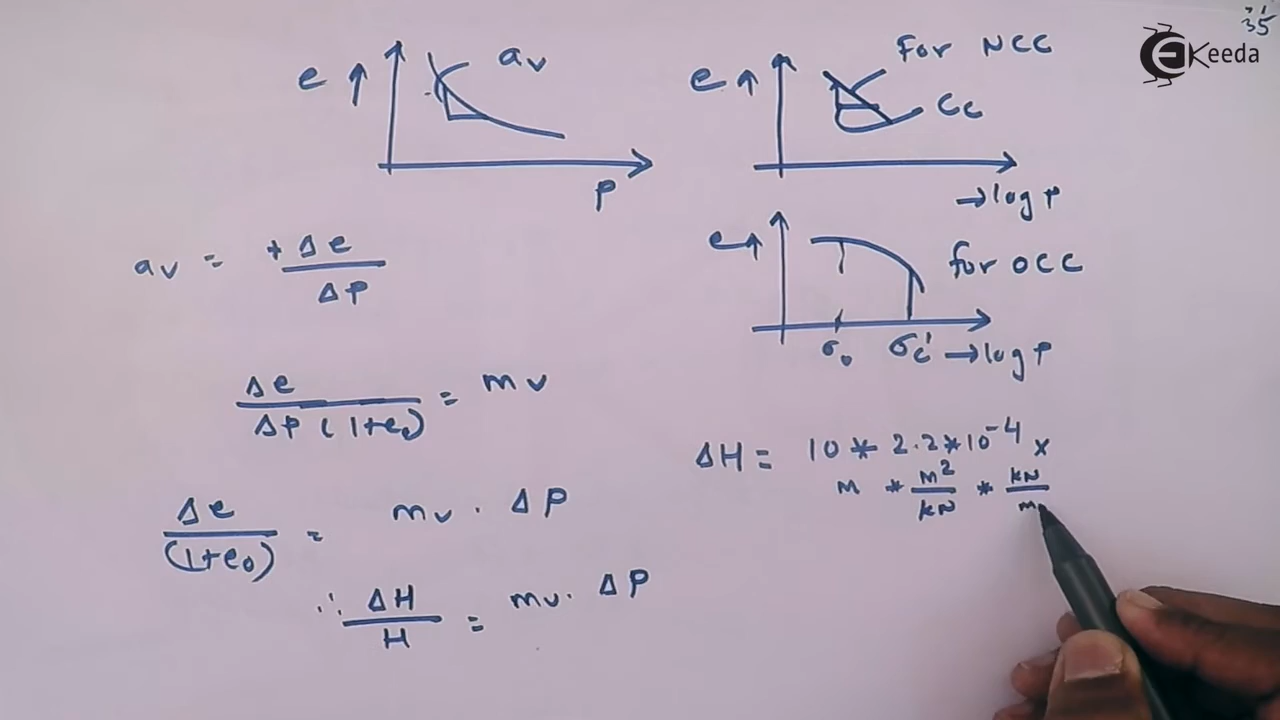 35
EKeeda
e ↑
av
P
e ↑
For NCC
Cc
→ log P
av = + Δe / ΔP
e ↑
for OCC
σ₀
σc'
→ log P
Δe / ΔP (1+e₀) = mv
Δe / (1+e₀) = mv . ΔP
∴ ΔH / H = mv . ΔP
ΔH = 10 * 2.2 * 10⁻⁴ x
m * m² / kN * kN / m